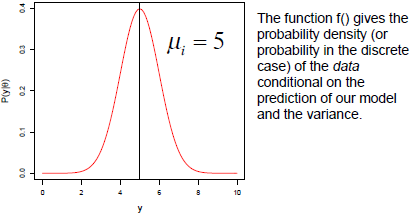 0.4
0.3
0.2
0.1
0.0
P(y|θ)
μi = 5
0 2 4 6 8 10
y
The function f() gives the
probability density (or
probability in the discrete
case) of the data
conditional on the
prediction of our model
and the variance.